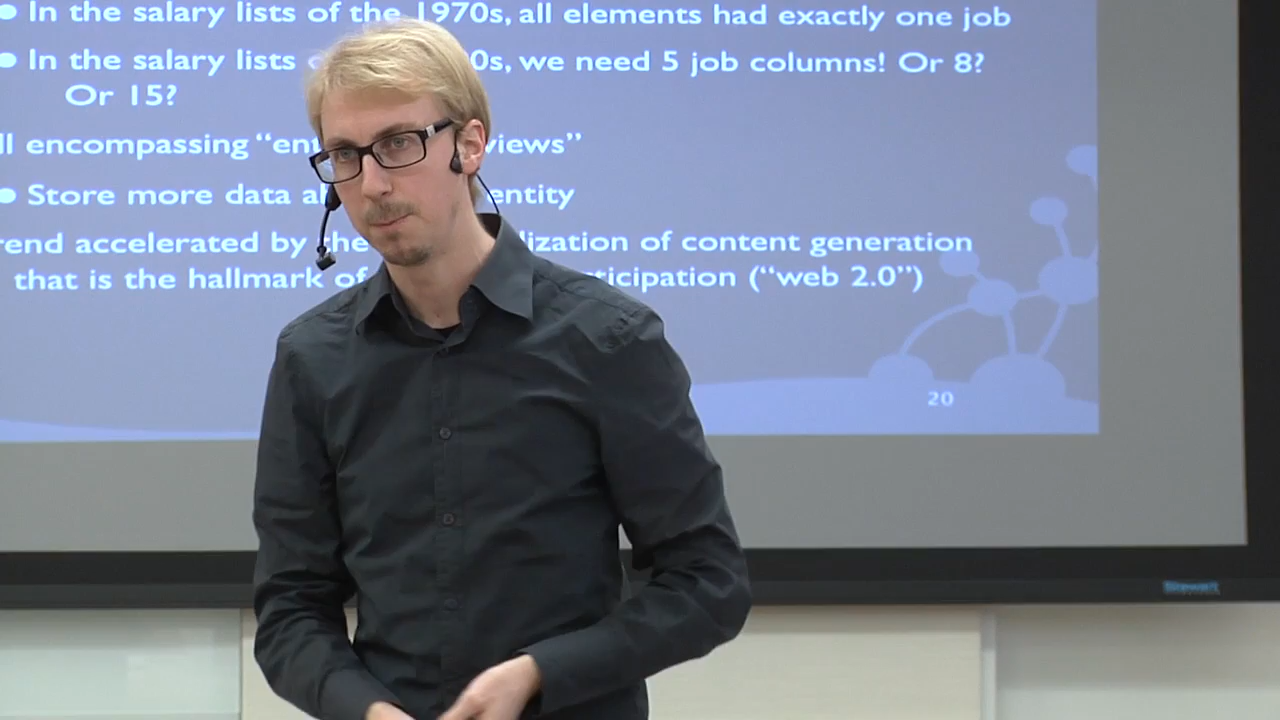 • In the salary lists of the 1970s, all elements had exactly one job
• In the salary lists 0s, we need 5 job columns! Or 8?
Or 15?
ll encompassing “ent views”
• Store more data a entity
rend accelerated by the lization of content generation
that is the hallmark of ticipation (“web 2.0”)
20
Stewart